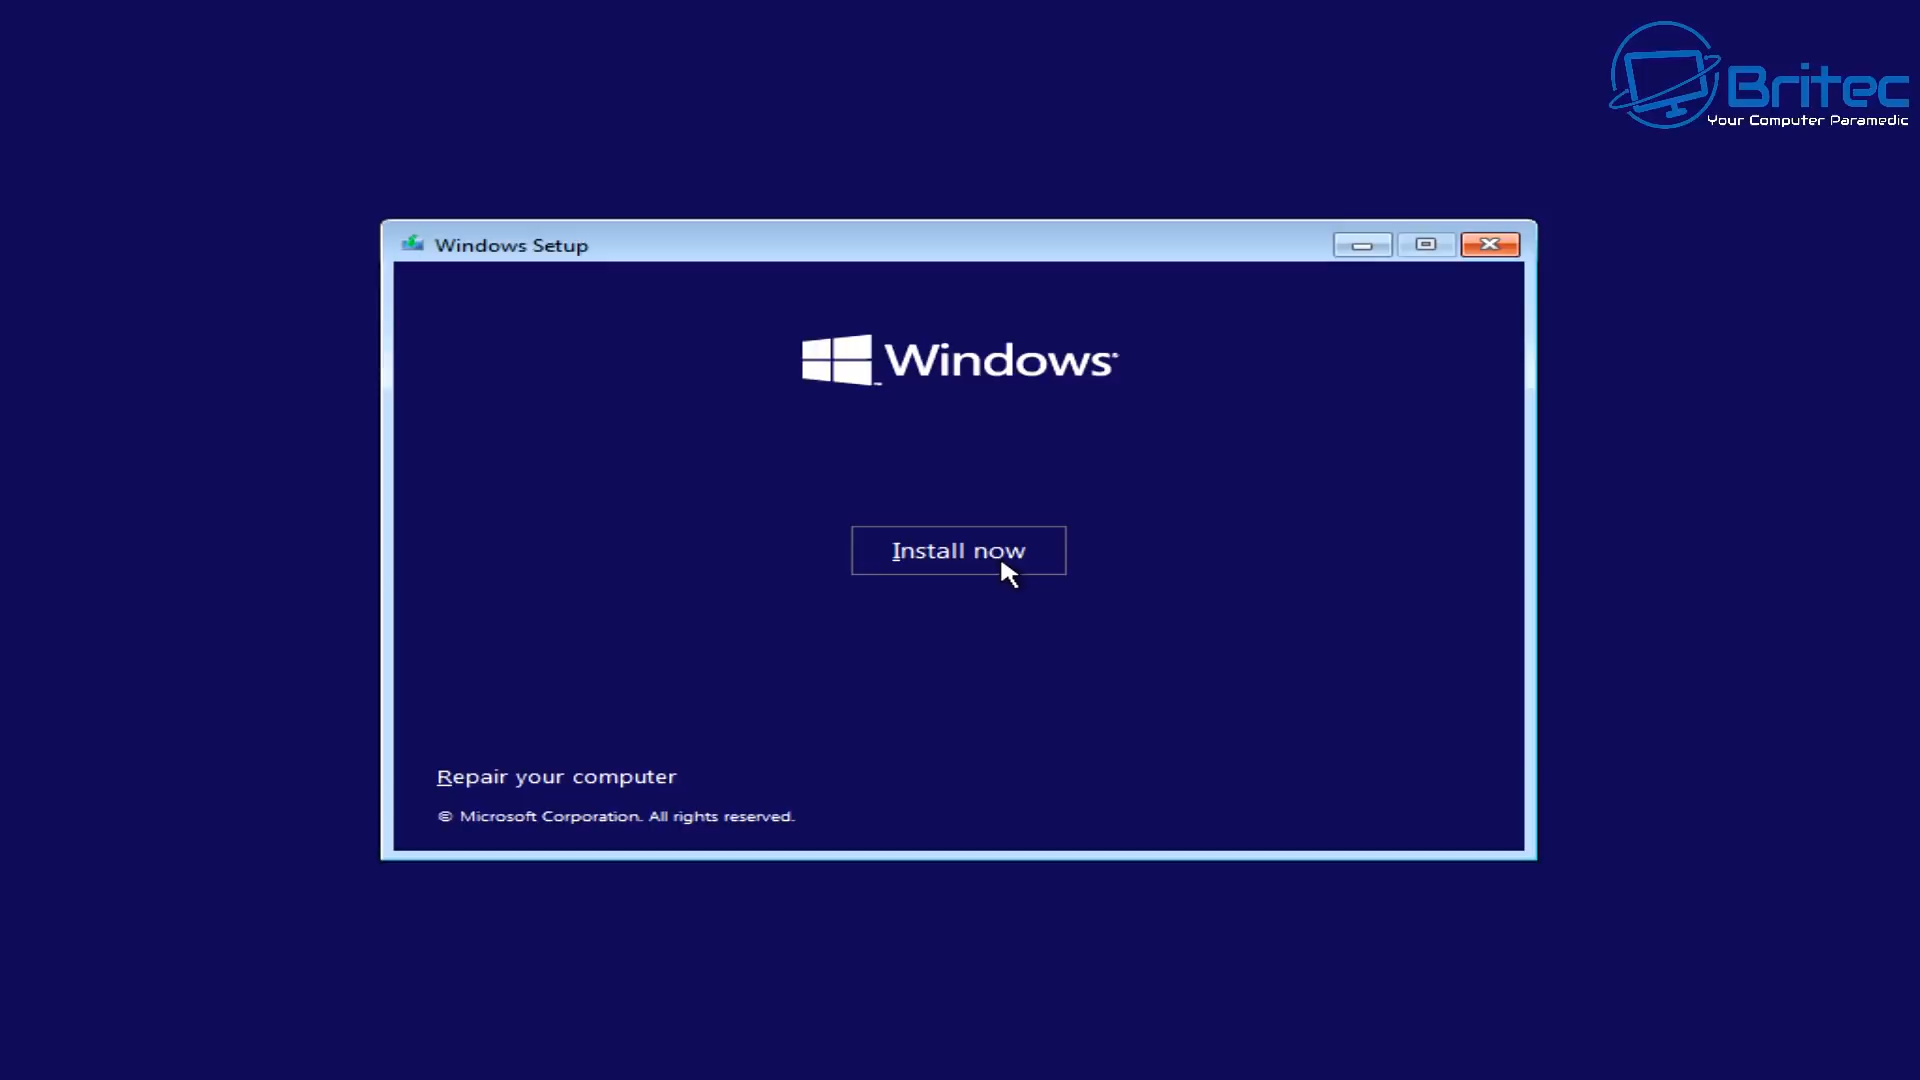 Britec
Your Computer Paramedic
Windows Setup
Windows
Install now
Repair your computer
© Microsoft Corporation. All rights reserved.